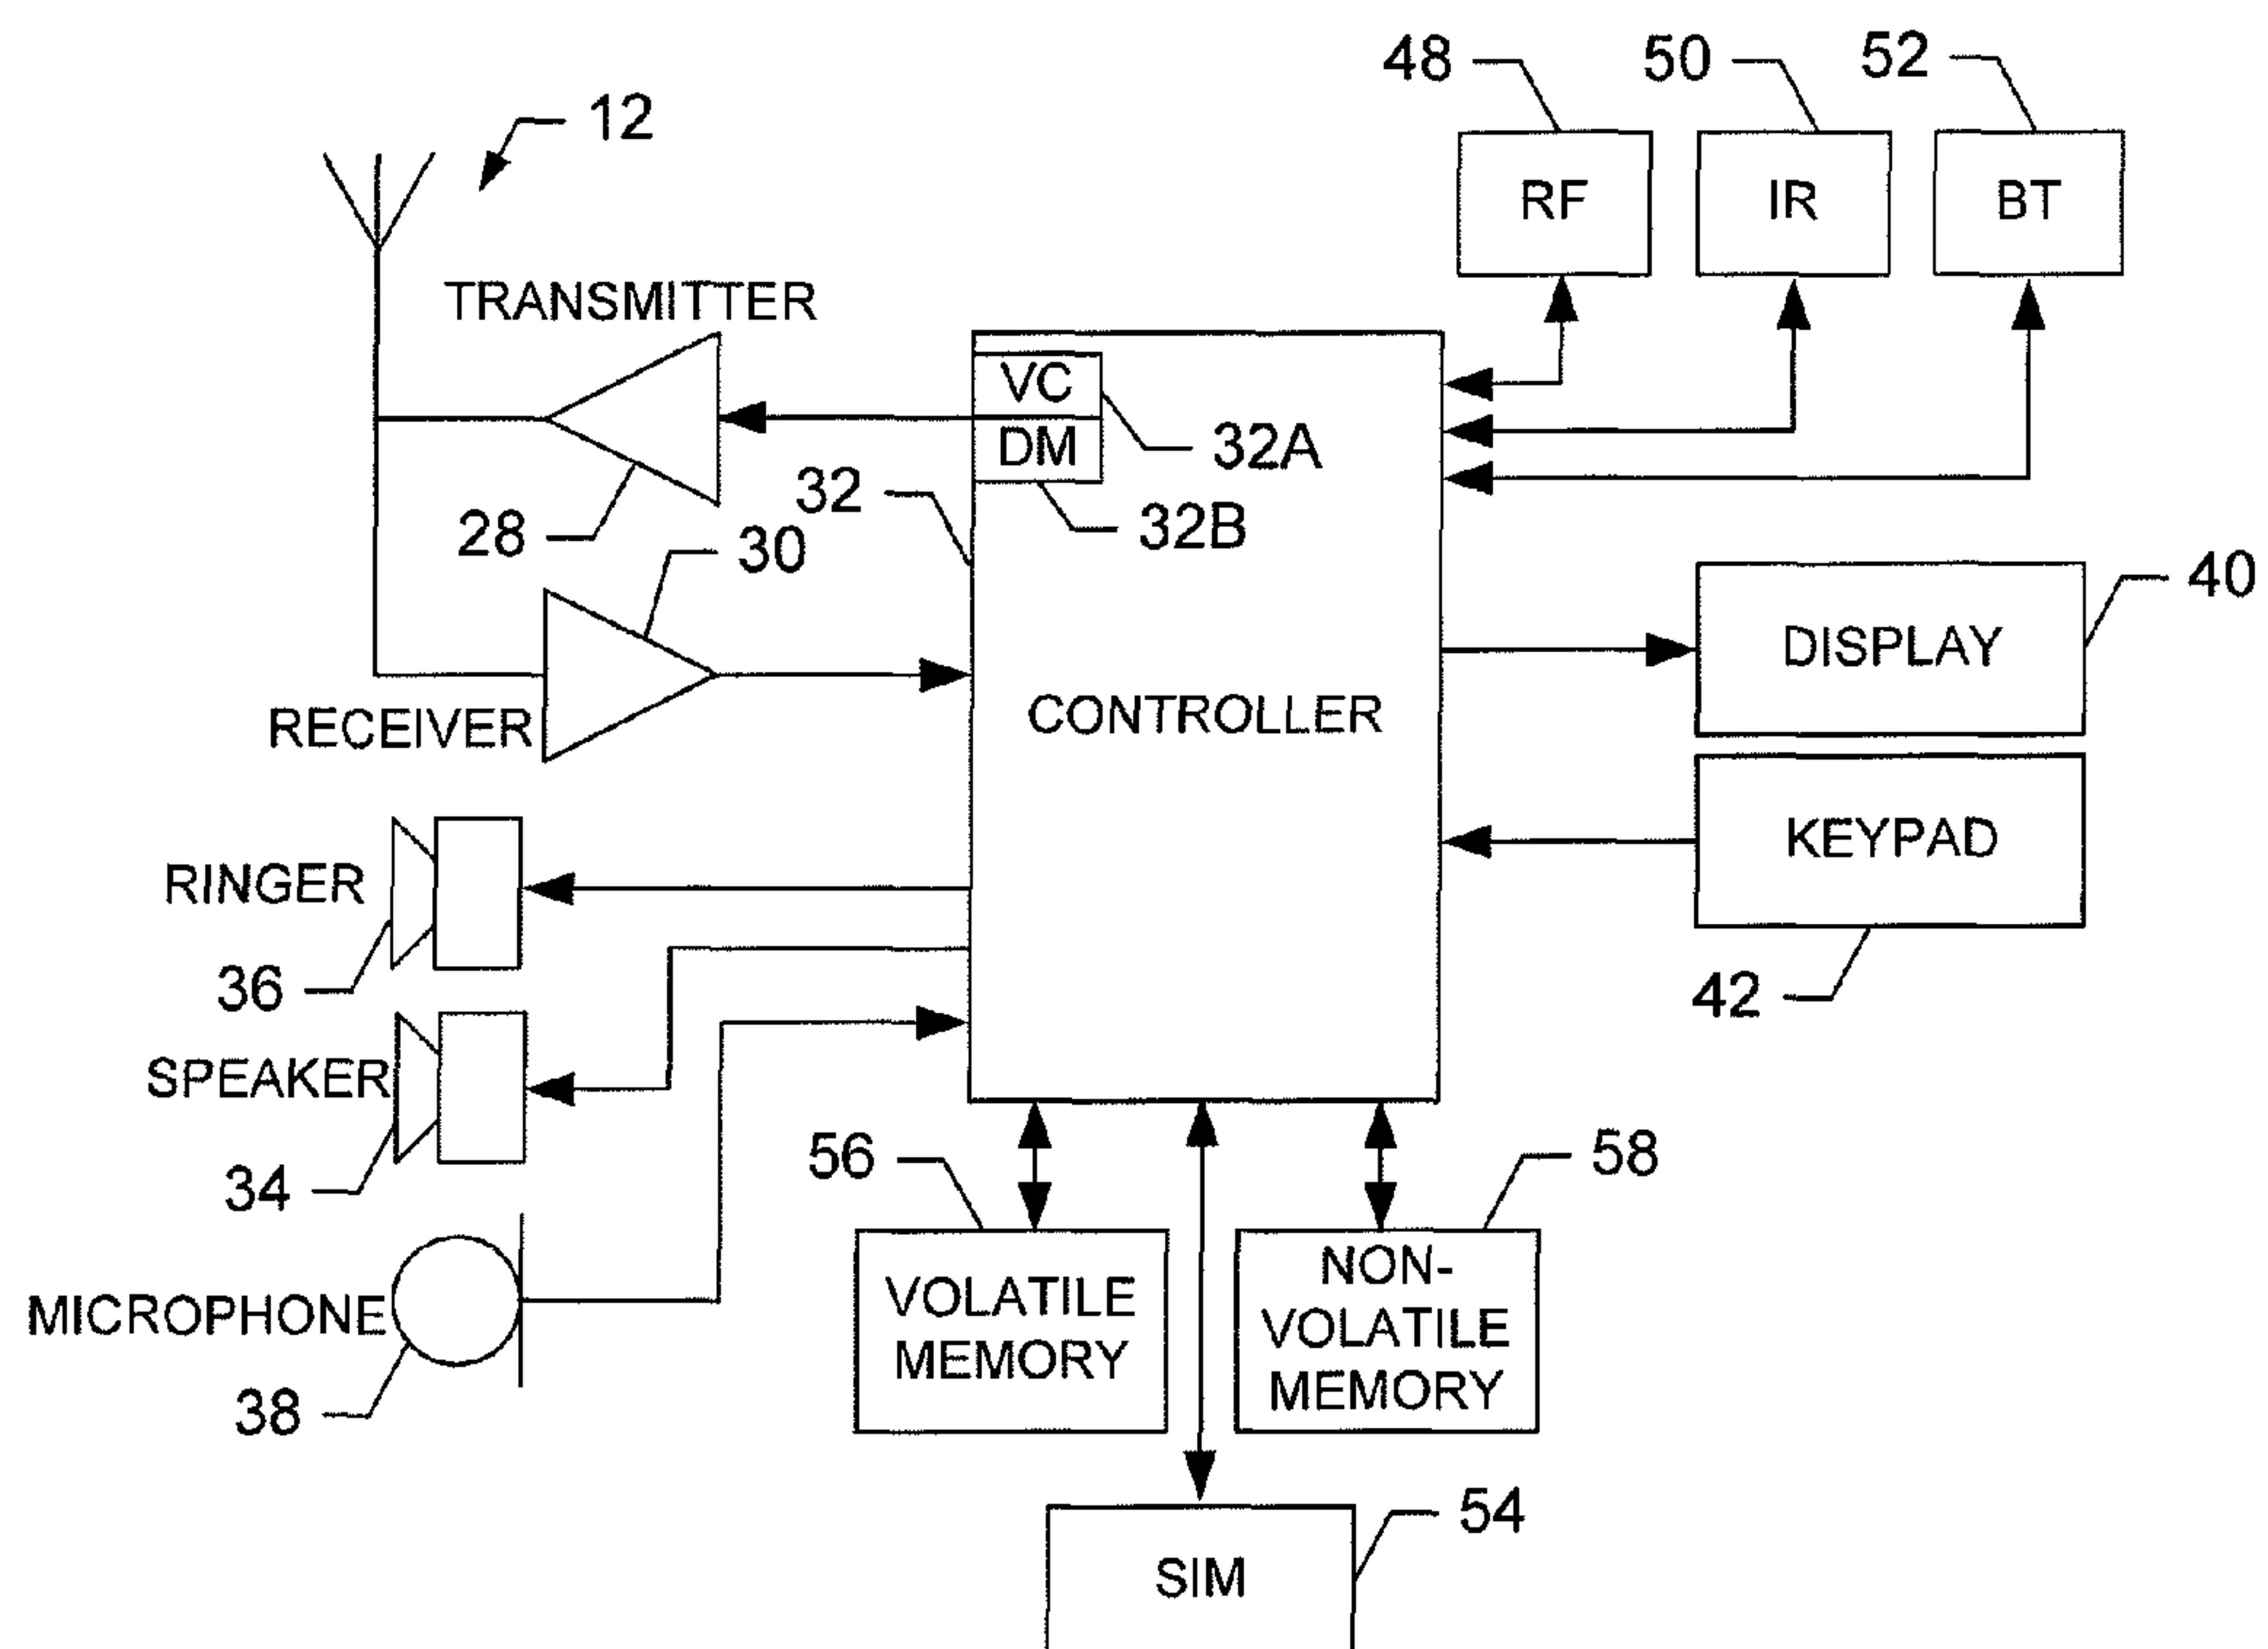 48
50
52
12
RF
IR
BT
TRANSMITTER
VC
DM
32A
32
32B
28
30
40
DISPLAY
RECEIVER
CONTROLLER
KEYPAD
RINGER
36
42
SPEAKER
34
56
58
MICROPHONE
38
VOLATILE
MEMORY
NON-
VOLATILE
MEMORY
54
SIM